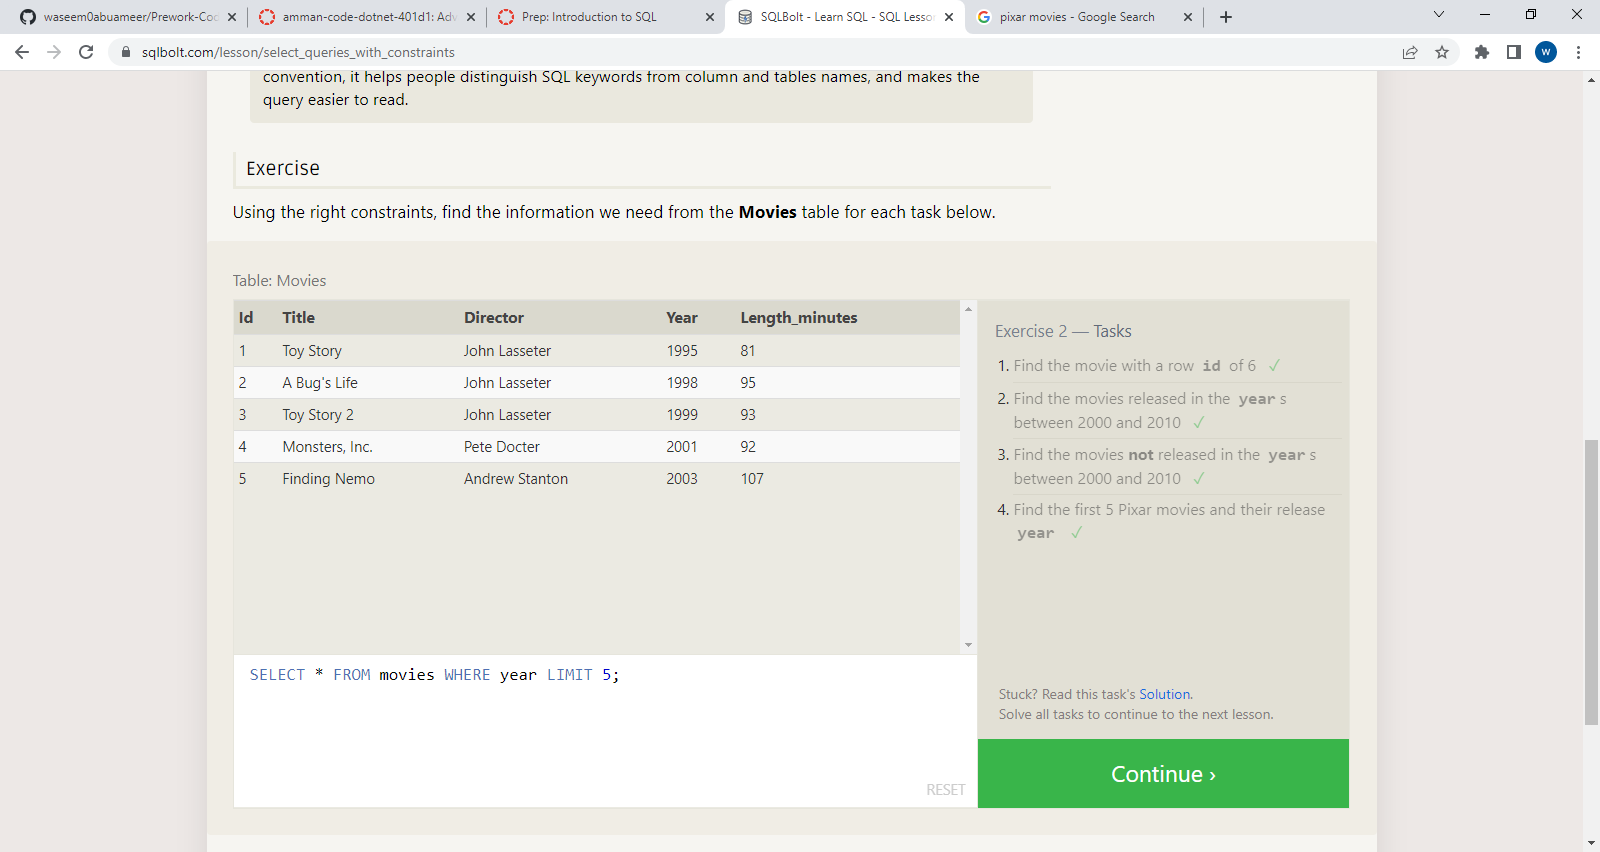 waseem0abuameer/Prework-Coo
amman-code-dotnet-401d1: Adv
Prep: Introduction to SQL
SQLBolt - Learn SQL - SQL Lesso
pixar movies - Google Search
sqlbolt.com/lesson/select_queries_with_constraints
W
convention, it helps people distinguish SQL keywords from column and tables names, and makes the
query easier to read.
Exercise
Using the right constraints, find the information we need from the Movies table for each task below.
Table: Movies
Id Title Director Year Length_minutes
1 Toy Story John Lasseter 1995 81
2 A Bug's Life John Lasseter 1998 95
3 Toy Story 2 John Lasseter 1999 93
4 Monsters, Inc. Pete Docter 2001 92
5 Finding Nemo Andrew Stanton 2003 107
SELECT * FROM movies WHERE year LIMIT 5;
RESET
Exercise 2 — Tasks
1. Find the movie with a row id of 6 ✓
2. Find the movies released in the year s
between 2000 and 2010 ✓
3. Find the movies not released in the year s
between 2000 and 2010 ✓
4. Find the first 5 Pixar movies and their release
year ✓
Stuck? Read this task's Solution.
Solve all tasks to continue to the next lesson.
Continue ›